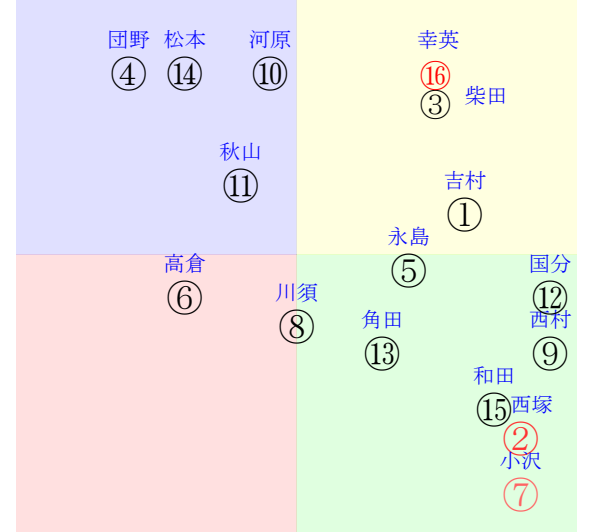 団野 松本 河原 幸英
④ ⑭ ⑩ ⑯
③ 柴田
秋山
⑪
吉村
①
永島
⑤
高倉 国分
⑥ ⑫
川須
⑧
角田 西村
⑬ ⑨
和田
⑮
西塚
②
小沢
⑦